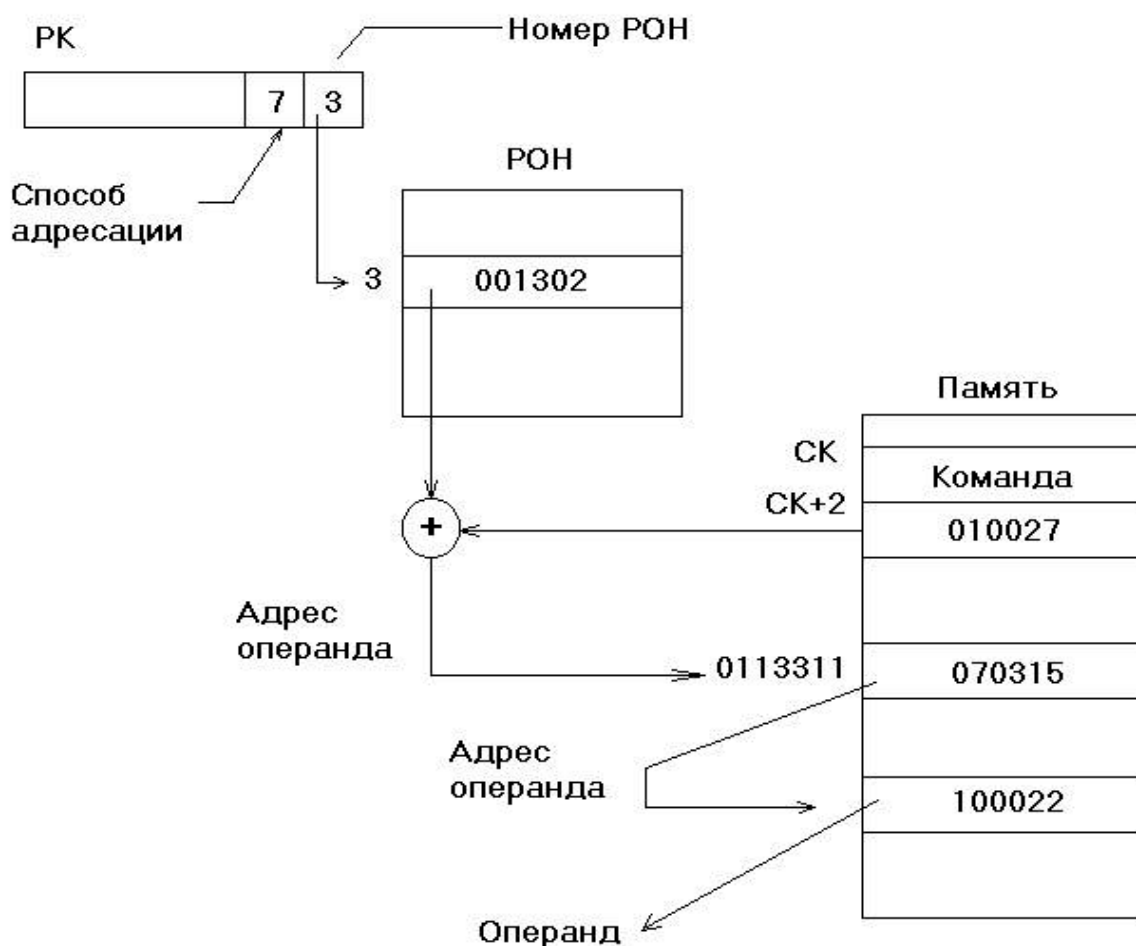 РК
Номер РОН
7 3
Способ
адресации
РОН
3 001302
Память
СК
Команда
СК+2
010027
+
Адрес
операнда
0113311
070315
Адрес
операнда
100022
Операнд